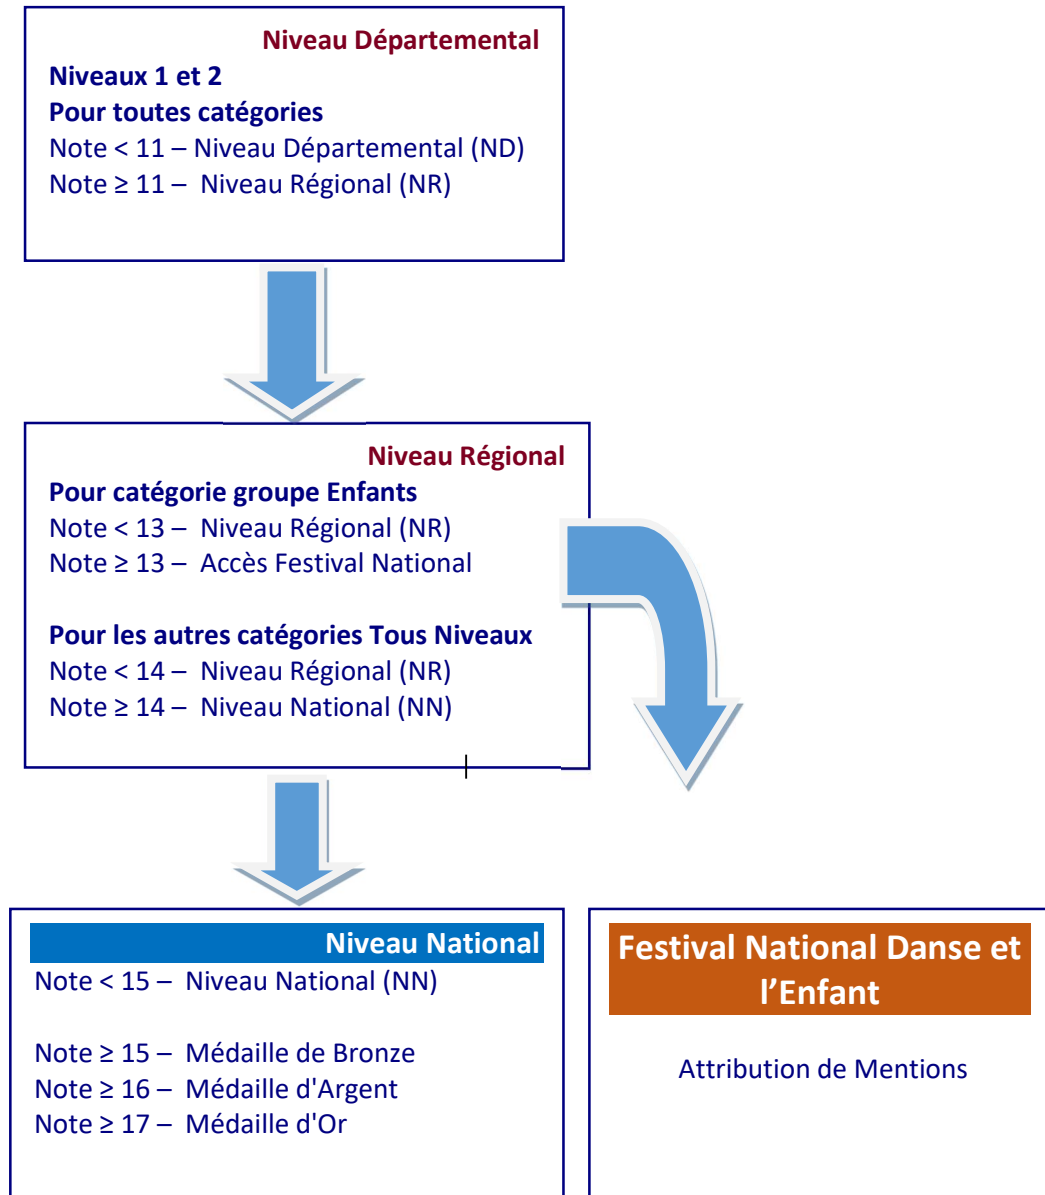 Niveau Départemental
Niveaux 1 et 2
Pour toutes catégories
Note < 11 – Niveau Départemental (ND)
Note ≥ 11 – Niveau Régional (NR)
Niveau Régional
Pour catégorie groupe Enfants
Note < 13 – Niveau Régional (NR)
Note ≥ 13 – Accès Festival National
Pour les autres catégories Tous Niveaux
Note < 14 – Niveau Régional (NR)
Note ≥ 14 – Niveau National (NN)
Niveau National
Note < 15 – Niveau National (NN)
Note ≥ 15 – Médaille de Bronze
Note ≥ 16 – Médaille d'Argent
Note ≥ 17 – Médaille d'Or
Festival National Danse et
l’Enfant
Attribution de Mentions